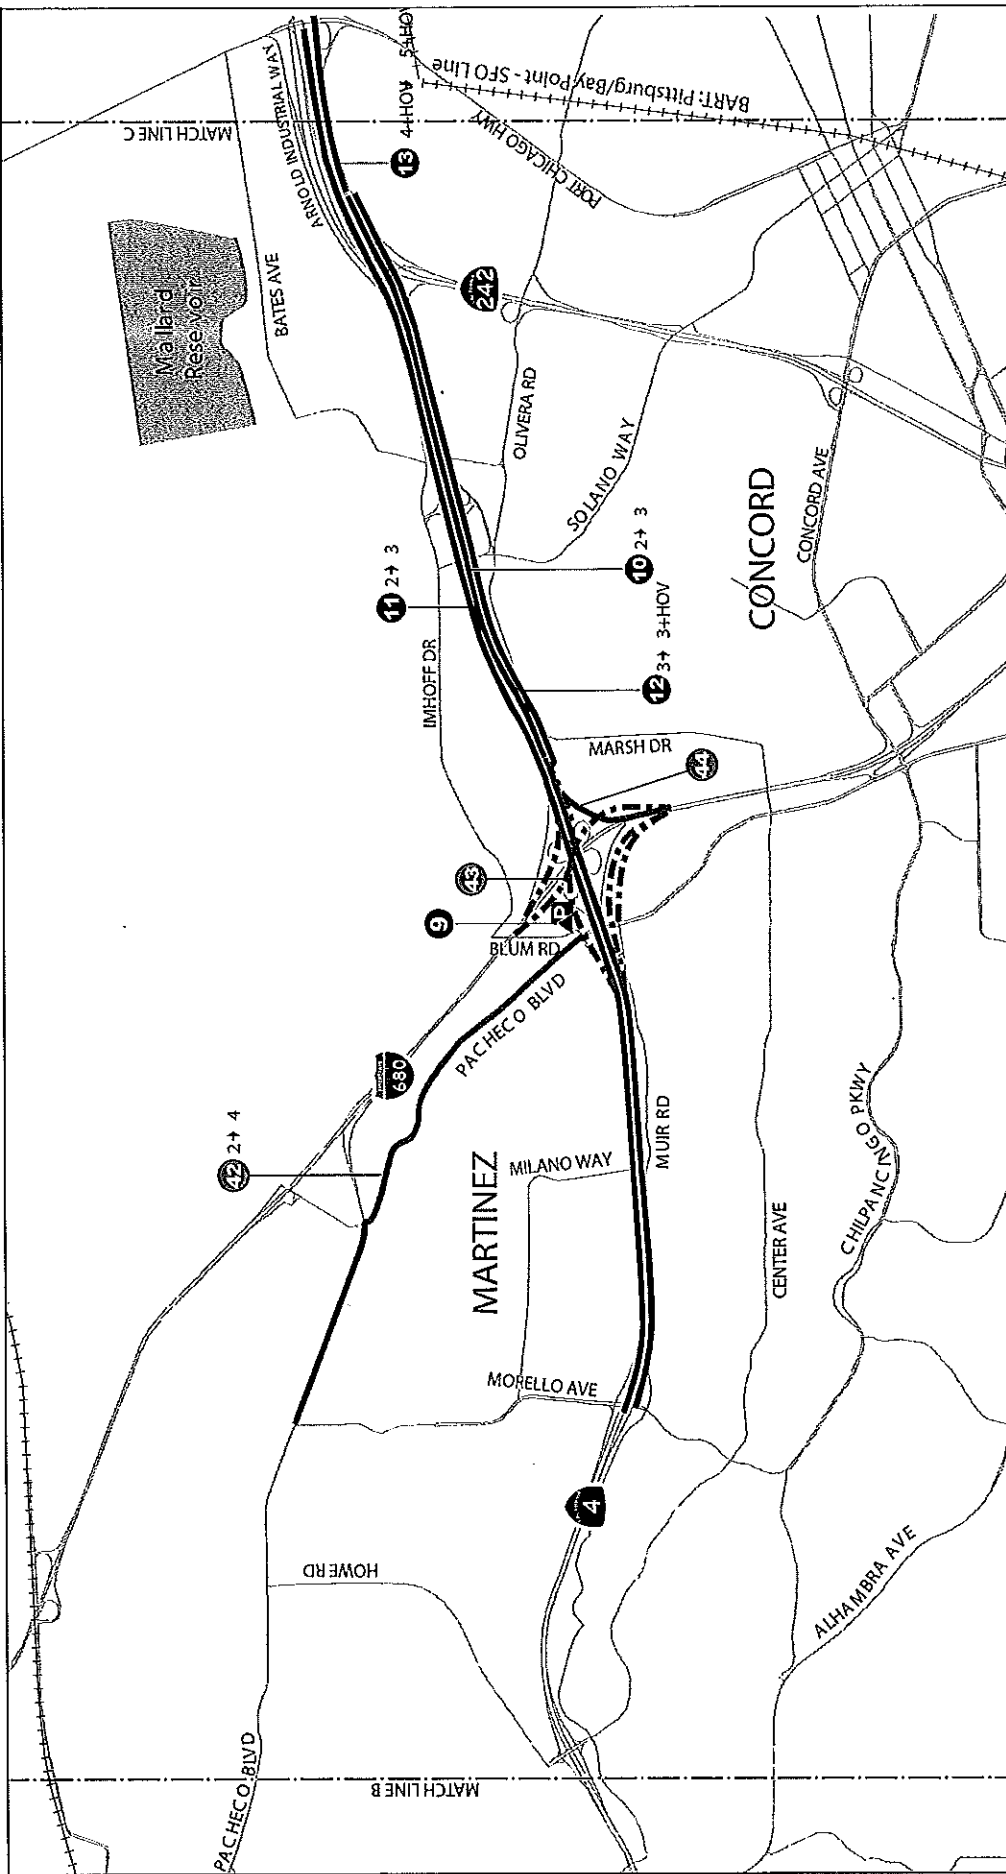 MATCH LINE C
ARNOLD INDUSTRIAL WAY
13
4+HOV
5+HOV
BART: Pittsburg/Bay Point - SFO Line
PORT CHICAGO HWY
Mallard
Reservoir
BATES AVE
242
OLIVERA RD
SOLANO WAY
CONCORD
CONCORD AVE
11 2→ 3
10 2→ 3
12 3→ 3+HOV
IMHOFF DR
MARSH DR
44
43
9
P
BLUM RD
PACHECO BLVD
680
42 2→ 4
MARTINEZ
MILANO WAY
MUIR RD
CENTER AVE
CHILPANCINGO PKWY
MORELLO AVE
4
HOWE RD
ALHAMBRA AVE
MATCH LINE B
PACHECO BLVD